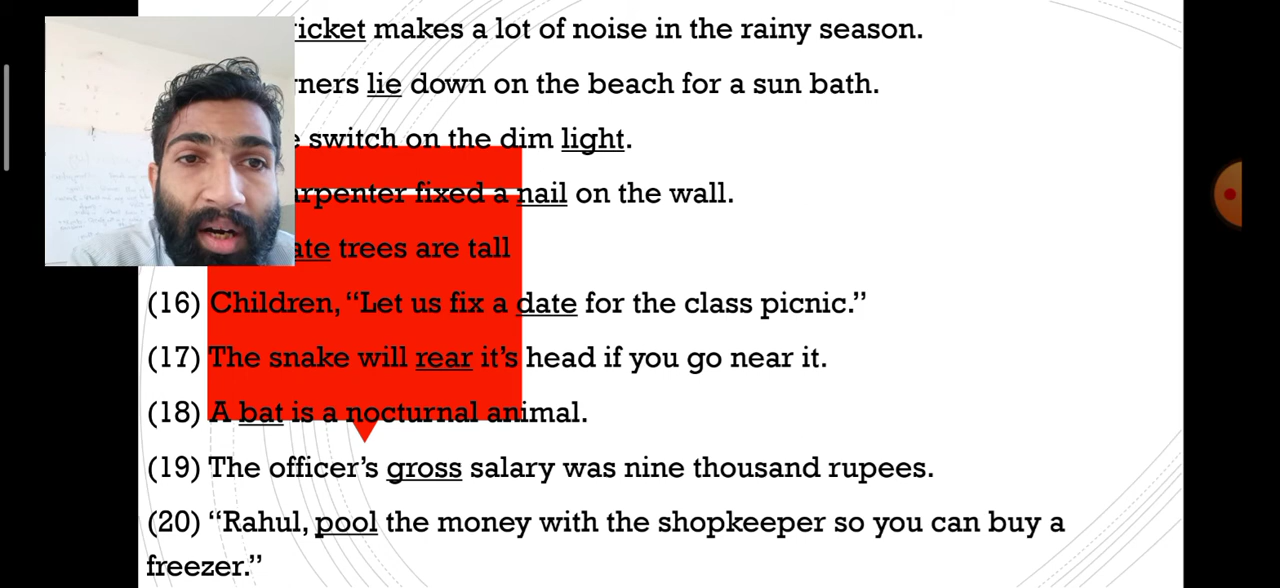 makes a lot of noise in the rainy season.
lie down on the beach for a sun bath.
switch on the dim light.
fixed a nail on the wall.
trees are tall
(16) Children, “Let us fix a date for the class picnic.”
(17) The snake will rear it’s head if you go near it.
(18) A bat is a nocturnal animal.
(19) The officer’s gross salary was nine thousand rupees.
(20) “Rahul, pool the money with the shopkeeper so you can buy a
freezer.”